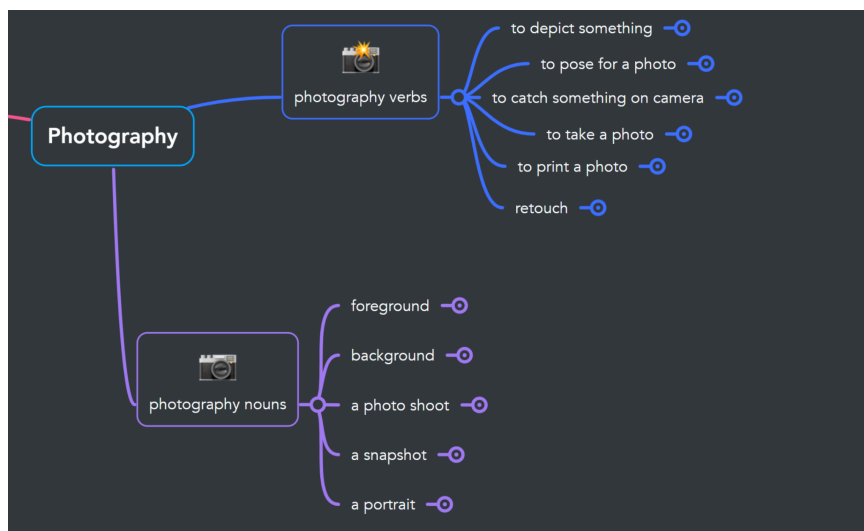 Photography
photography verbs
to depict something
to pose for a photo
to catch something on camera
to take a photo
to print a photo
retouch
photography nouns
foreground
background
a photo shoot
a snapshot
a portrait